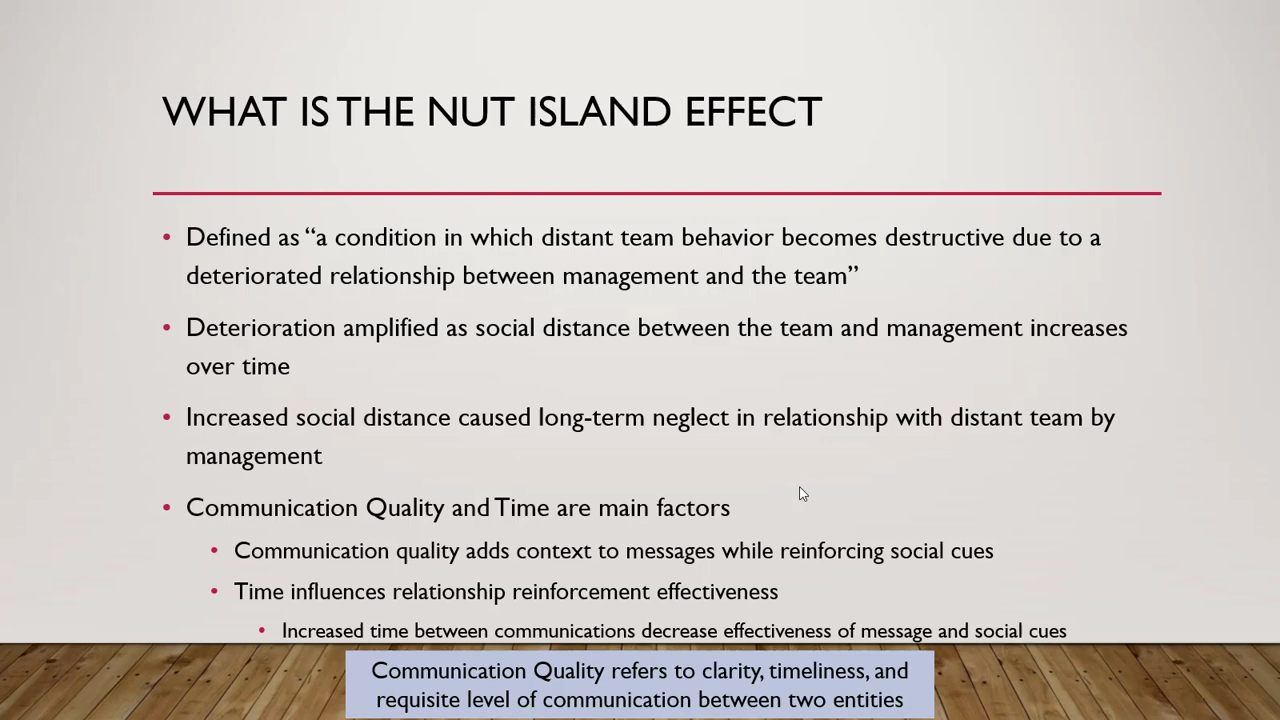 WHAT IS THE NUT ISLAND EFFECT
• Defined as “a condition in which distant team behavior becomes destructive due to a
deteriorated relationship between management and the team”
• Deterioration amplified as social distance between the team and management increases
over time
• Increased social distance caused long-term neglect in relationship with distant team by
management
• Communication Quality and Time are main factors
• Communication quality adds context to messages while reinforcing social cues
• Time influences relationship reinforcement effectiveness
• Increased time between communications decrease effectiveness of message and social cues
Communication Quality refers to clarity, timeliness, and
requisite level of communication between two entities